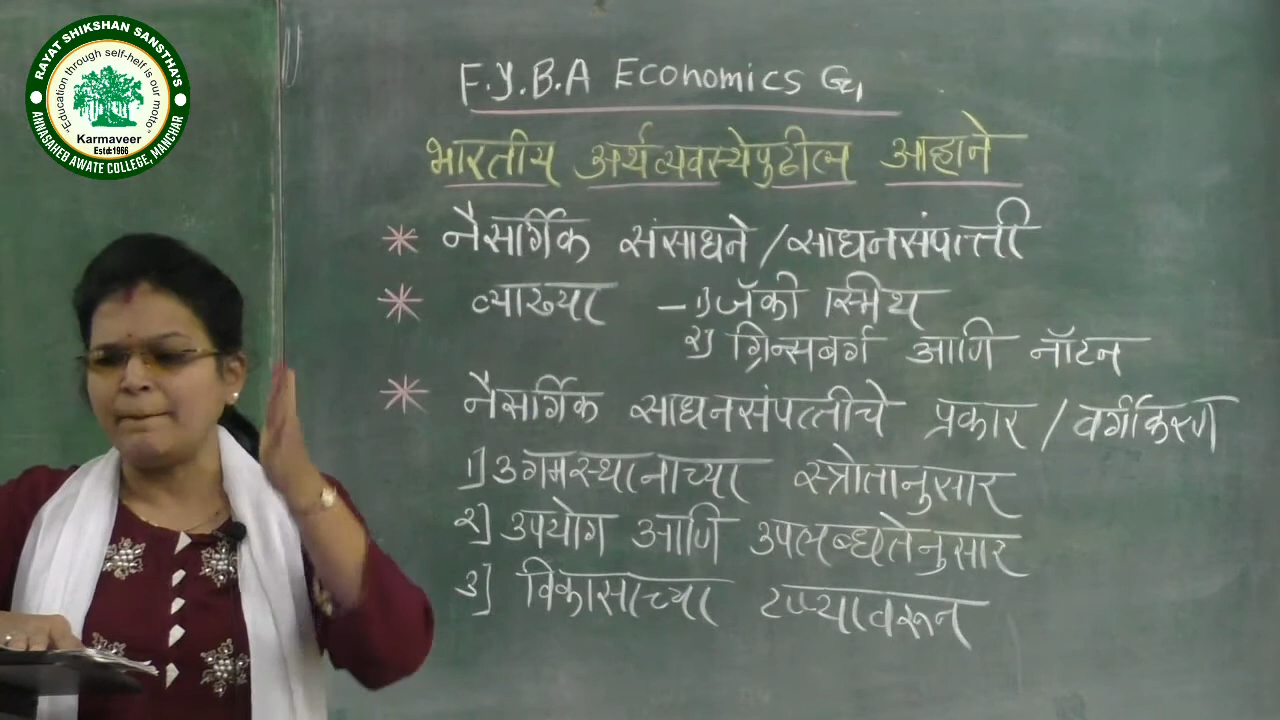 RAYAT SHIKSHAN SANSTHA'S
"Education through self-help is our motto"
Karmaveer
Estd:1966
ANNASAHEB AWATE COLLEGE, MANCHAR
F.Y.B.A Economics G1
भारतीय अर्थव्यवस्थेपुढील आव्हाने
* नैसर्गिक संसाधने / साधनसंपत्ती
* व्याख्या - 1) जॅकी स्मिथ
२) ग्रिन्सबर्ग आणि नॉटन
* नैसर्गिक साधनसंपत्तीचे प्रकार / वर्गीकरण
1) उगमस्थानाच्या स्त्रोतानुसार
२) उपयोग आणि उपलब्धतेनुसार
3) विकासाच्या टप्प्यावरून